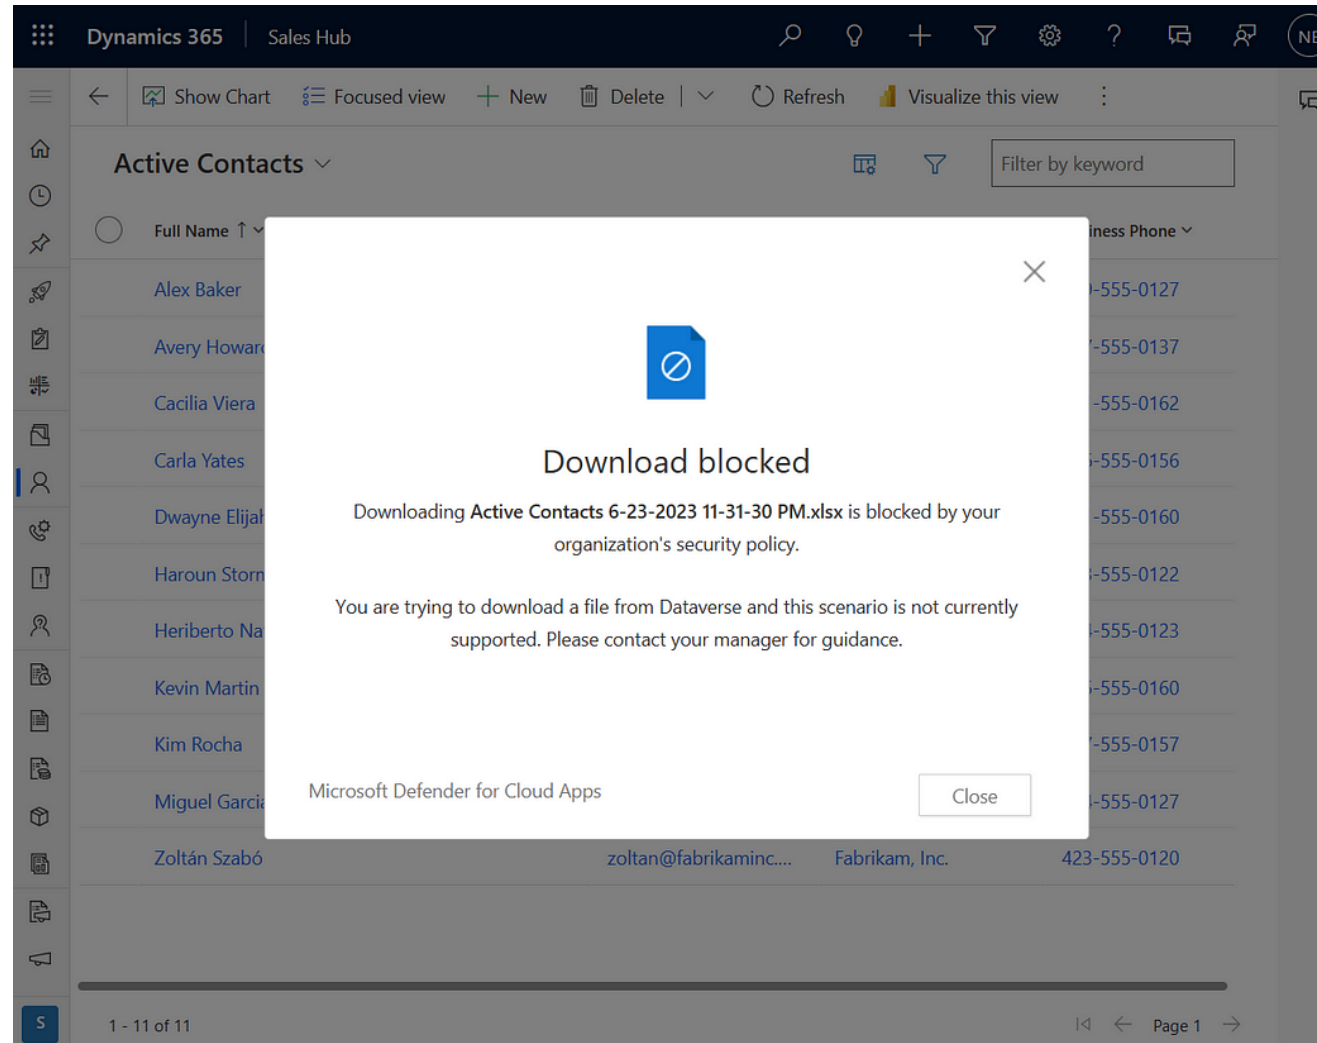 Dynamics 365 Sales Hub
Show Chart Focused view New Delete Refresh Visualize this view
Active Contacts
Filter by keyword
Full Name
iness Phone
Alex Baker
-555-0127
Avery Howar
-555-0137
Cacilia Viera
-555-0162
Carla Yates
-555-0156
Dwayne Elijah
-555-0160
Haroun Storm
-555-0122
Heriberto Na
-555-0123
Kevin Martin
-555-0160
Kim Rocha
-555-0157
Miguel Garcia
-555-0127
Download blocked
Downloading Active Contacts 6-23-2023 11-31-30 PM.xlsx is blocked by your
organization's security policy.
You are trying to download a file from Dataverse and this scenario is not currently
supported. Please contact your manager for guidance.
Microsoft Defender for Cloud Apps
Close
Zoltán Szabó zoltan@fabrikaminc.... Fabrikam, Inc. 423-555-0120
S
1 - 11 of 11
Page 1